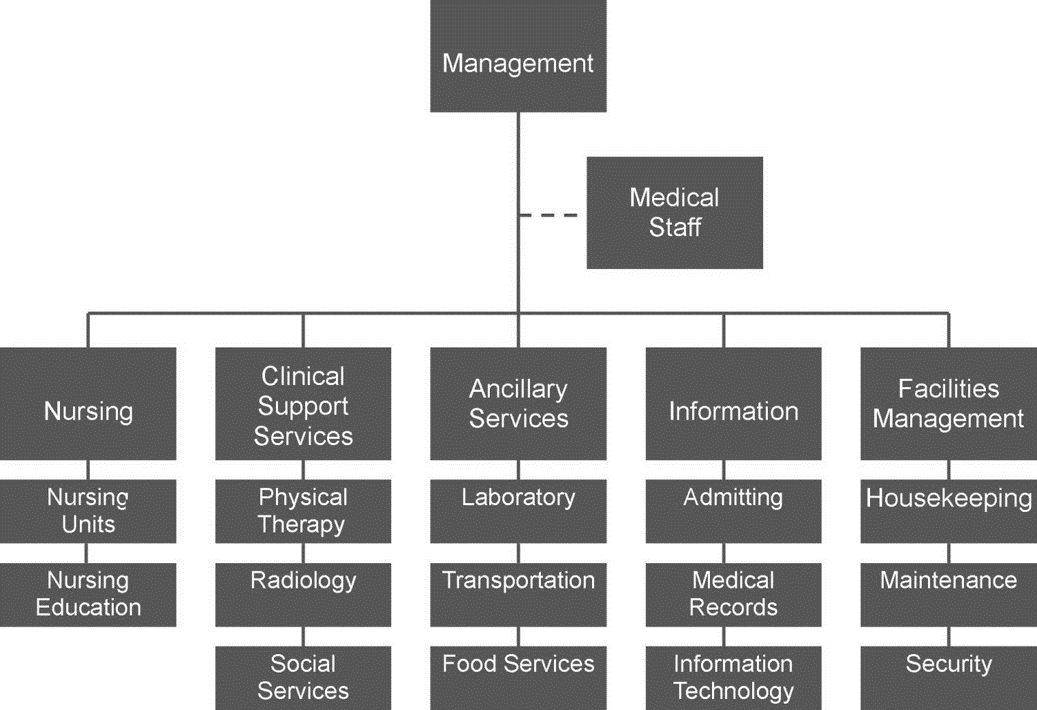 Management
Medical
Staff
Nursing
Clinical
Support
Services
Ancillary
Services
Information
Facilities
Management
Nursing
Units
Physical
Therapy
Laboratory
Admitting
Housekeeping
Nursing
Education
Radiology
Transportation
Medical
Records
Maintenance
Social
Services
Food Services
Information
Technology
Security